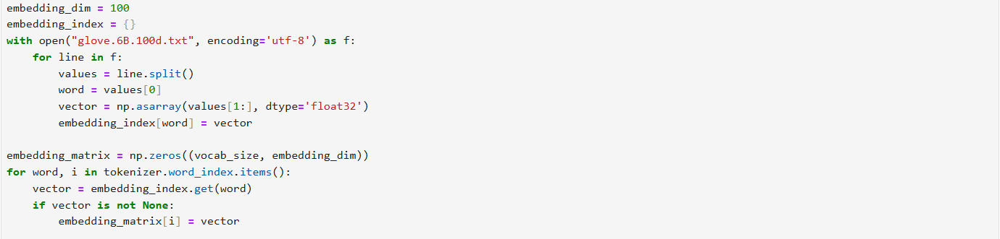 embedding_dim = 100
embedding_index = {}
with open("glove.6B.100d.txt", encoding='utf-8') as f:
    for line in f:
        values = line.split()
        word = values[0]
        vector = np.asarray(values[1:], dtype='float32')
        embedding_index[word] = vector

embedding_matrix = np.zeros((vocab_size, embedding_dim))
for word, i in tokenizer.word_index.items():
    vector = embedding_index.get(word)
    if vector is not None:
        embedding_matrix[i] = vector